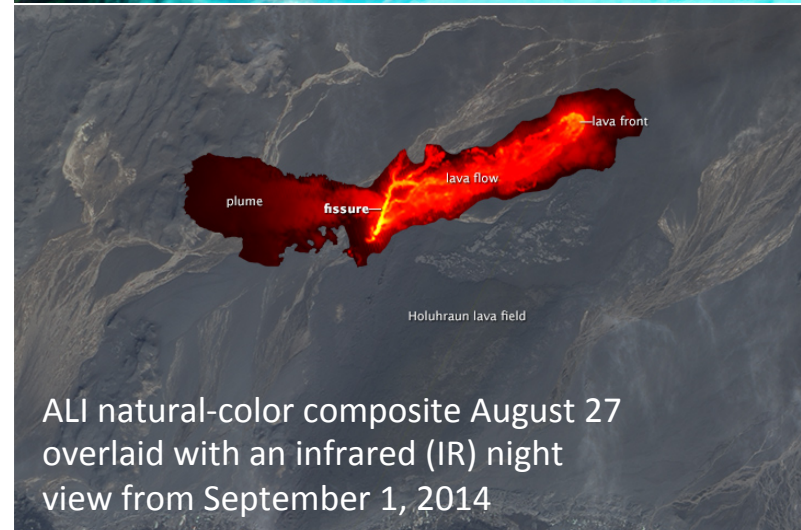 lava front
lava flow
plume
fissure
Holuhraun lava field
ALI natural-color composite August 27
overlaid with an infrared (IR) night
view from September 1, 2014